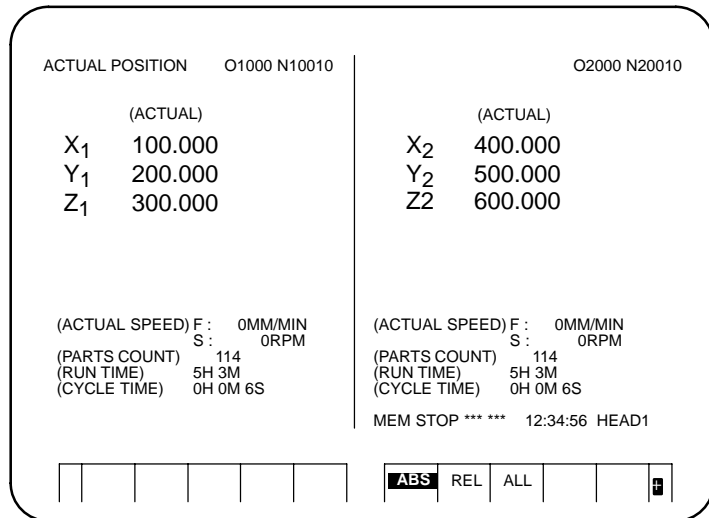 ACTUAL POSITION O1000 N10010
(ACTUAL)
X1 100.000
Y1 200.000
Z1 300.000
(ACTUAL SPEED) F : 0MM/MIN
S : 0RPM
(PARTS COUNT) 114
(RUN TIME) 5H 3M
(CYCLE TIME) 0H 0M 6S
O2000 N20010
(ACTUAL)
X2 400.000
Y2 500.000
Z2 600.000
(ACTUAL SPEED) F : 0MM/MIN
S : 0RPM
(PARTS COUNT) 114
(RUN TIME) 5H 3M
(CYCLE TIME) 0H 0M 6S
MEM STOP *** *** 12:34:56 HEAD1
ABS REL ALL +